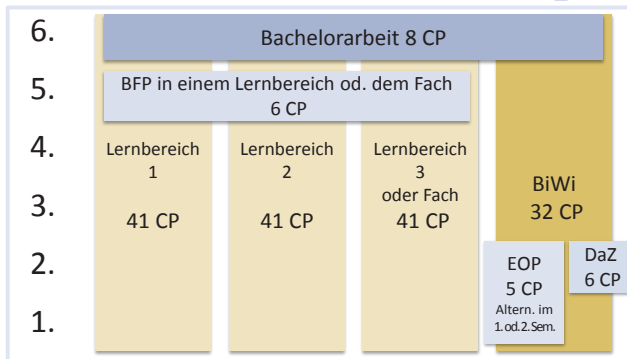 6.
Bachelorarbeit 8 CP
5.
BFP in einem Lernbereich od. dem Fach
6 CP
4.
Lernbereich
1
41 CP
Lernbereich
2
41 CP
Lernbereich
3
oder Fach
41 CP
BiWi
32 CP
3.
2.
EOP
5 CP
Altern. im
1.od.2.Sem.
DaZ
6 CP
1.